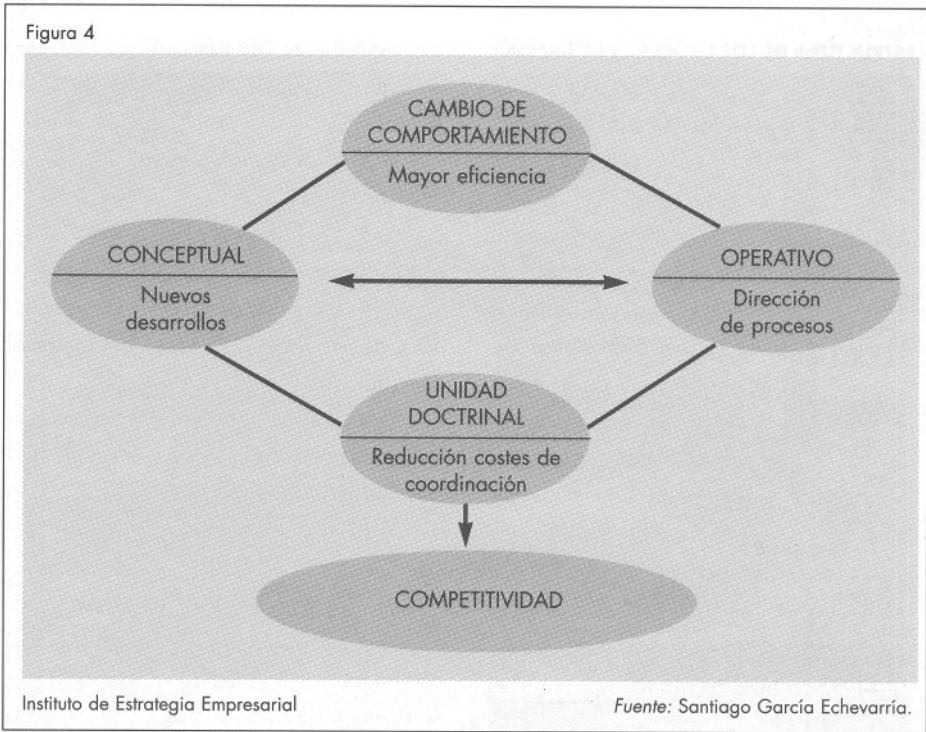 Figura 4
CAMBIO DE
COMPORTAMIENTO
Mayor eficiencia
CONCEPTUAL
Nuevos
desarrollos
OPERATIVO
Dirección
de procesos
UNIDAD
DOCTRINAL
Reducción costes de
coordinación
COMPETITIVIDAD
Instituto de Estrategia Empresarial
Fuente: Santiago García Echevarría.